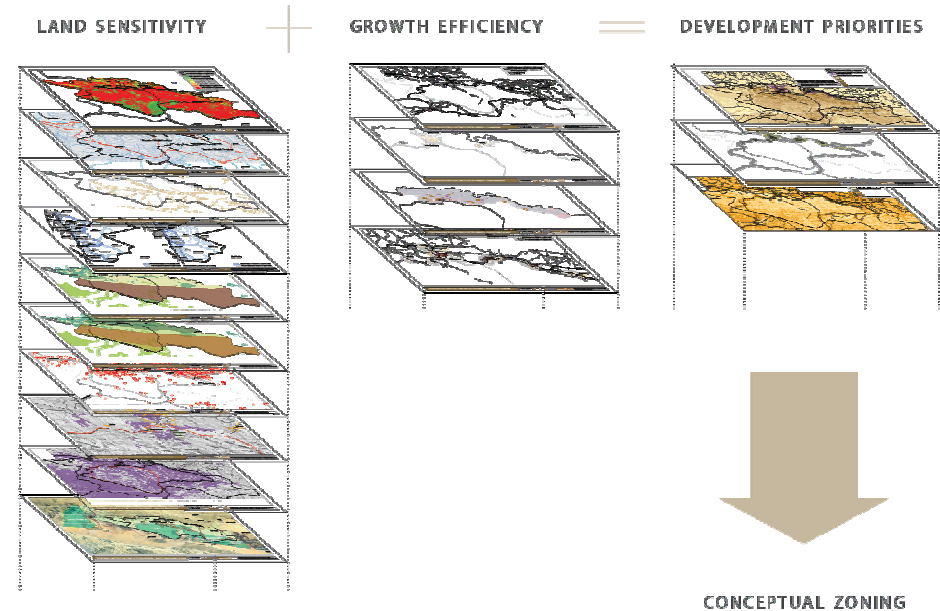 LAND SENSITIVITY
GROWTH EFFICIENCY
DEVELOPMENT PRIORITIES
CONCEPTUAL ZONING